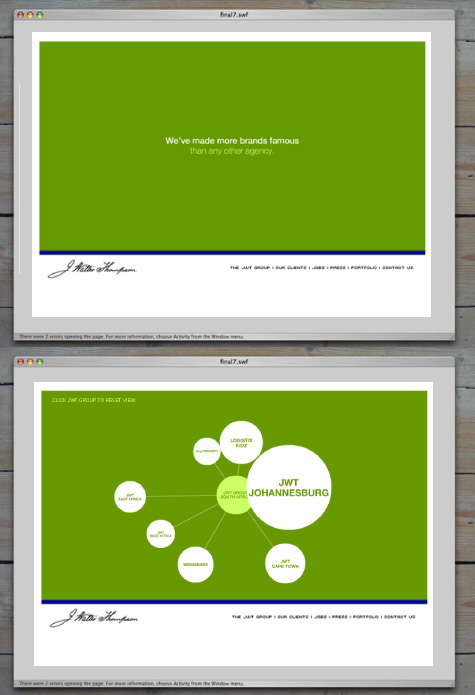 final7.swf
We've made more brands famous
than any other agency.
J. Walter Thompson
THE JWT GROUP | OUR CLIENTS | JOBS | PRESS | PORTFOLIO | CONTACT US
There were 2 errors opening the page. For more information, choose Activity from the Window menu.
final7.swf
CLICK JWT GROUP TO RESET VIEW
LOGISTIX
KIDZ
JWT
JOHANNESBURG
JWT GROUP
SOUTH AFRICA
JWT
EAST AFRICA
JWT
WEST AFRICA
MINDSHARE
JWT
CAPE TOWN
J. Walter Thompson
THE JWT GROUP | OUR CLIENTS | JOBS | PRESS | PORTFOLIO | CONTACT US
There were 2 errors opening the page. For more information, choose Activity from the Window menu.